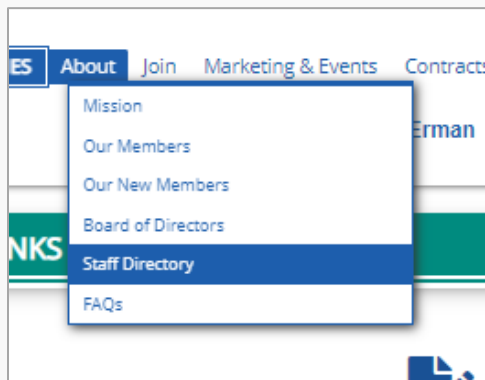 ES About Join Marketing & Events Contracts
Mission
Erman
Our Members
Our New Members
Board of Directors
NKS
Staff Directory
FAQs